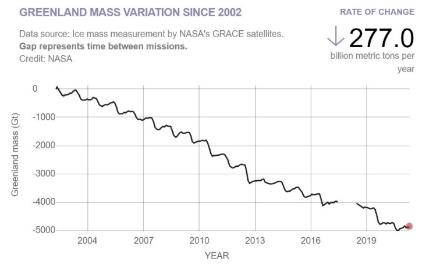 GREENLAND MASS VARIATION SINCE 2002
Data source: Ice mass measurement by NASA's GRACE satellites.
Gap represents time between missions.
Credit: NASA
RATE OF CHANGE
↓ 277.0
billion metric tons per
year
0
-1000
-2000
-3000
-4000
-5000
Greenland mass (Gt)
2004 2007 2010 2013 2016 2019
YEAR